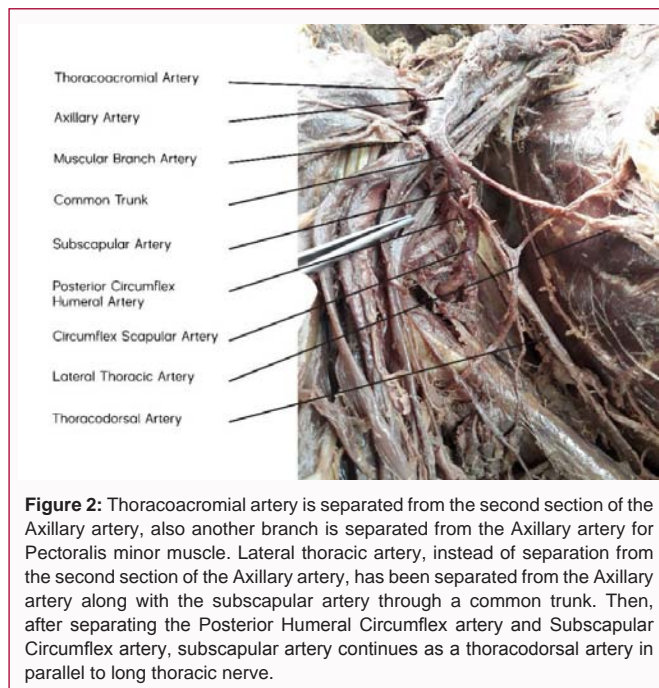 Thoracoacromial Artery
Axillary Artery
Muscular Branch Artery
Common Trunk
Subscapular Artery
Posterior Circumflex
Humeral Artery
Circumflex Scapular Artery
Lateral Thoracic Artery
Thoracodorsal Artery
Figure 2: Thoracoacromial artery is separated from the second section of the
Axillary artery, also another branch is separated from the Axillary artery for
Pectoralis minor muscle. Lateral thoracic artery, instead of separation from
the second section of the Axillary artery, has been separated from the Axillary
artery along with the subscapular artery through a common trunk. Then,
after separating the Posterior Humeral Circumflex artery and Subscapular
Circumflex artery, subscapular artery continues as a thoracodorsal artery in
parallel to long thoracic nerve.